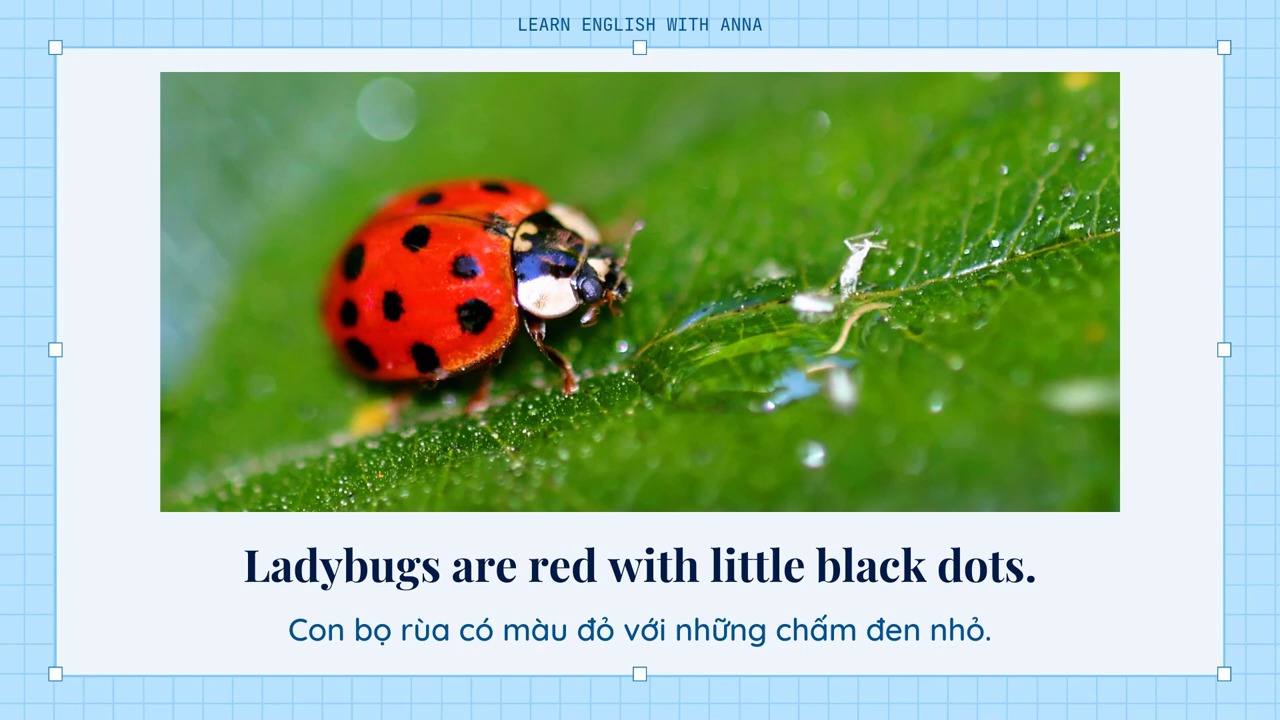 LEARN ENGLISH WITH ANNA
Ladybugs are red with little black dots.
Con bọ rùa có màu đỏ với những chấm đen nhỏ.